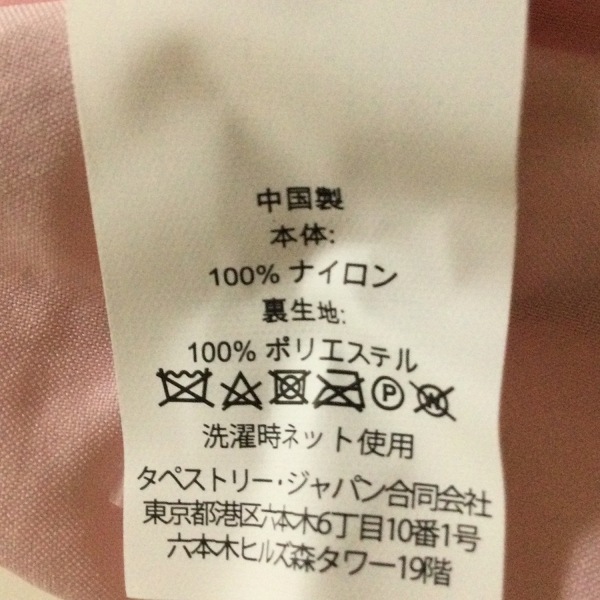 中国製
本体:
100% ナイロン
裏生地:
100% ポリエステル
P W
洗濯時ネット使用
タペストリー・ジャパン合同会社
東京都港区六本木6丁目10番1号
六本木ヒルズ森タワー19階